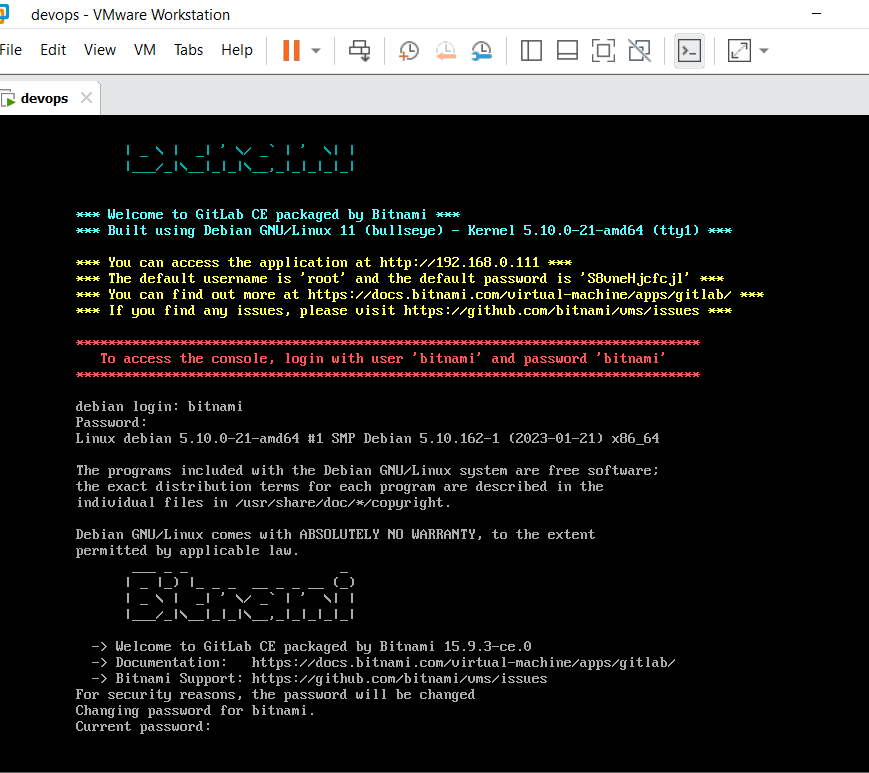 devops - VMware Workstation
File Edit View VM Tabs Help
devops
*** Welcome to GitLab CE packaged by Bitnami ***
*** Built using Debian GNU/Linux 11 (bullseye) - Kernel 5.10.0-21-amd64 (tty1) ***
*** You can access the application at http://192.168.0.111 ***
*** The default username is 'root' and the default password is 'S8vneHjcfcjl' ***
*** You can find out more at https://docs.bitnami.com/virtual-machine/apps/gitlab/ ***
*** If you find any issues, please visit https://github.com/bitnami/vms/issues ***
******************************************************************************
To access the console, login with user 'bitnami' and password 'bitnami'
******************************************************************************
debian login: bitnami
Password:
Linux debian 5.10.0-21-amd64 #1 SMP Debian 5.10.162-1 (2023-01-21) x86_64
The programs included with the Debian GNU/Linux system are free software;
the exact distribution terms for each program are described in the
individual files in /usr/share/doc/*/copyright.
Debian GNU/Linux comes with ABSOLUTELY NO WARRANTY, to the extent
permitted by applicable law.
Bitnami
-> Welcome to GitLab CE packaged by Bitnami 15.9.3-ce.0
-> Documentation: https://docs.bitnami.com/virtual-machine/apps/gitlab/
-> Bitnami Support: https://github.com/bitnami/vms/issues
For security reasons, the password will be changed
Changing password for bitnami.
Current password: